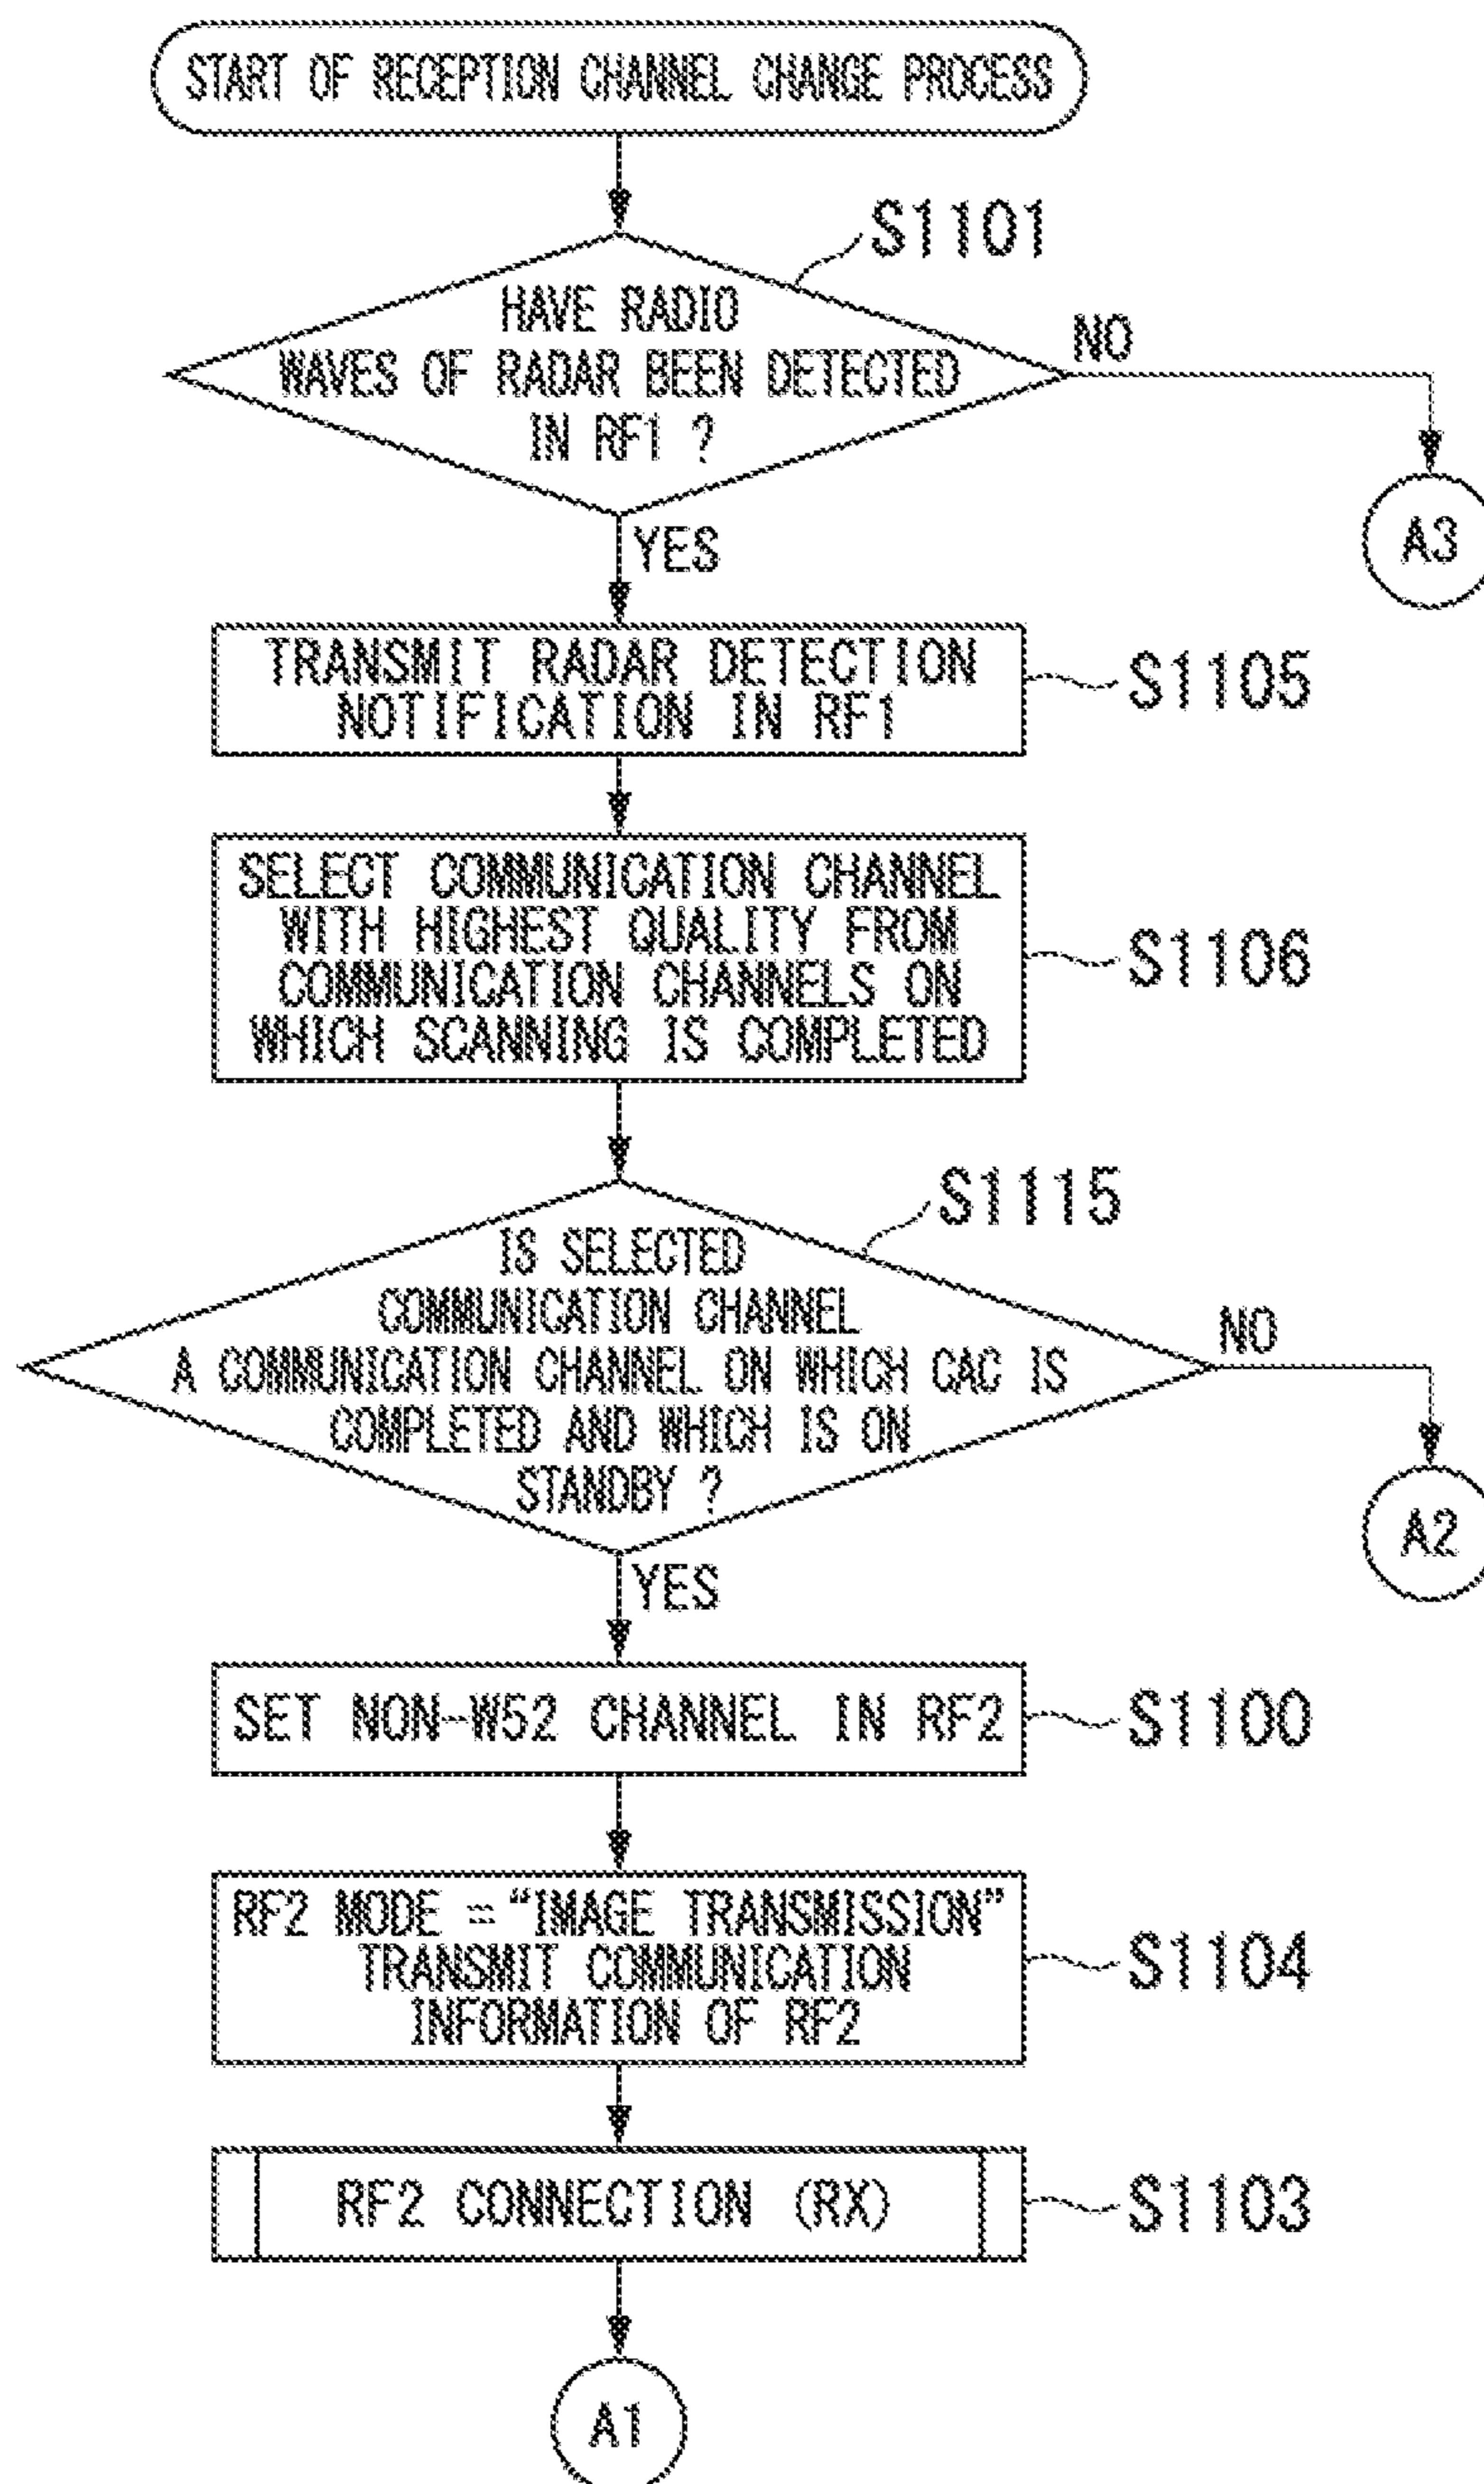 START OF RECEPTION CHANNEL CHANGE PROCESS
S1101
HAVE RADIO
WAVES OF RADAR BEEN DETECTED
IN RF1 ?
NO
A3
YES
TRANSMIT RADAR DETECTION
NOTIFICATION IN RF1
S1105
SELECT COMMUNICATION CHANNEL
WITH HIGHEST QUALITY FROM
COMMUNICATION CHANNELS ON
WHICH SCANNING IS COMPLETED
S1106
S1115
IS SELECTED
COMMUNICATION CHANNEL
A COMMUNICATION CHANNEL ON WHICH CAC IS
COMPLETED AND WHICH IS ON
STANDBY ?
NO
A2
YES
SET NON-W52 CHANNEL IN RF2
S1100
RF2 MODE =“IMAGE TRANSMISSION”
TRANSMIT COMMUNICATION
INFORMATION OF RF2
S1104
RF2 CONNECTION (RX)
S1103
A1